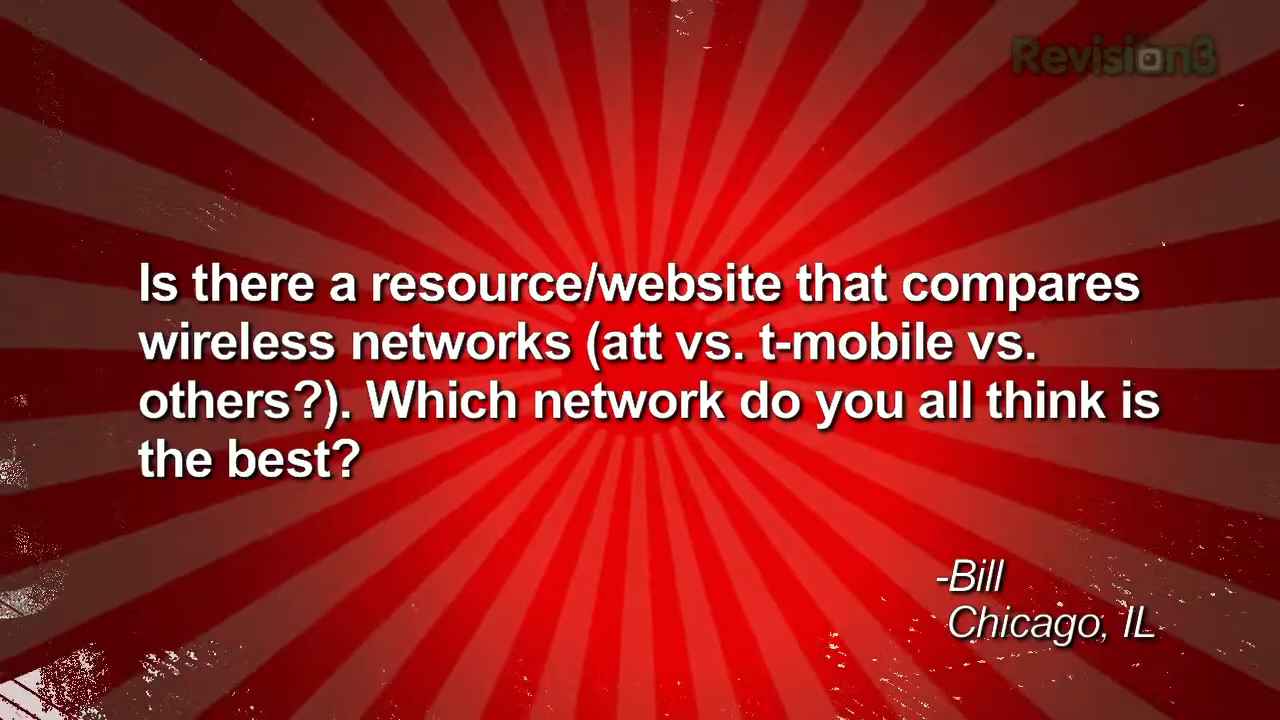 Revision3
Is there a resource/website that compares
wireless networks (att vs. t-mobile vs.
others?). Which network do you all think is
the best?
-Bill
Chicago, IL